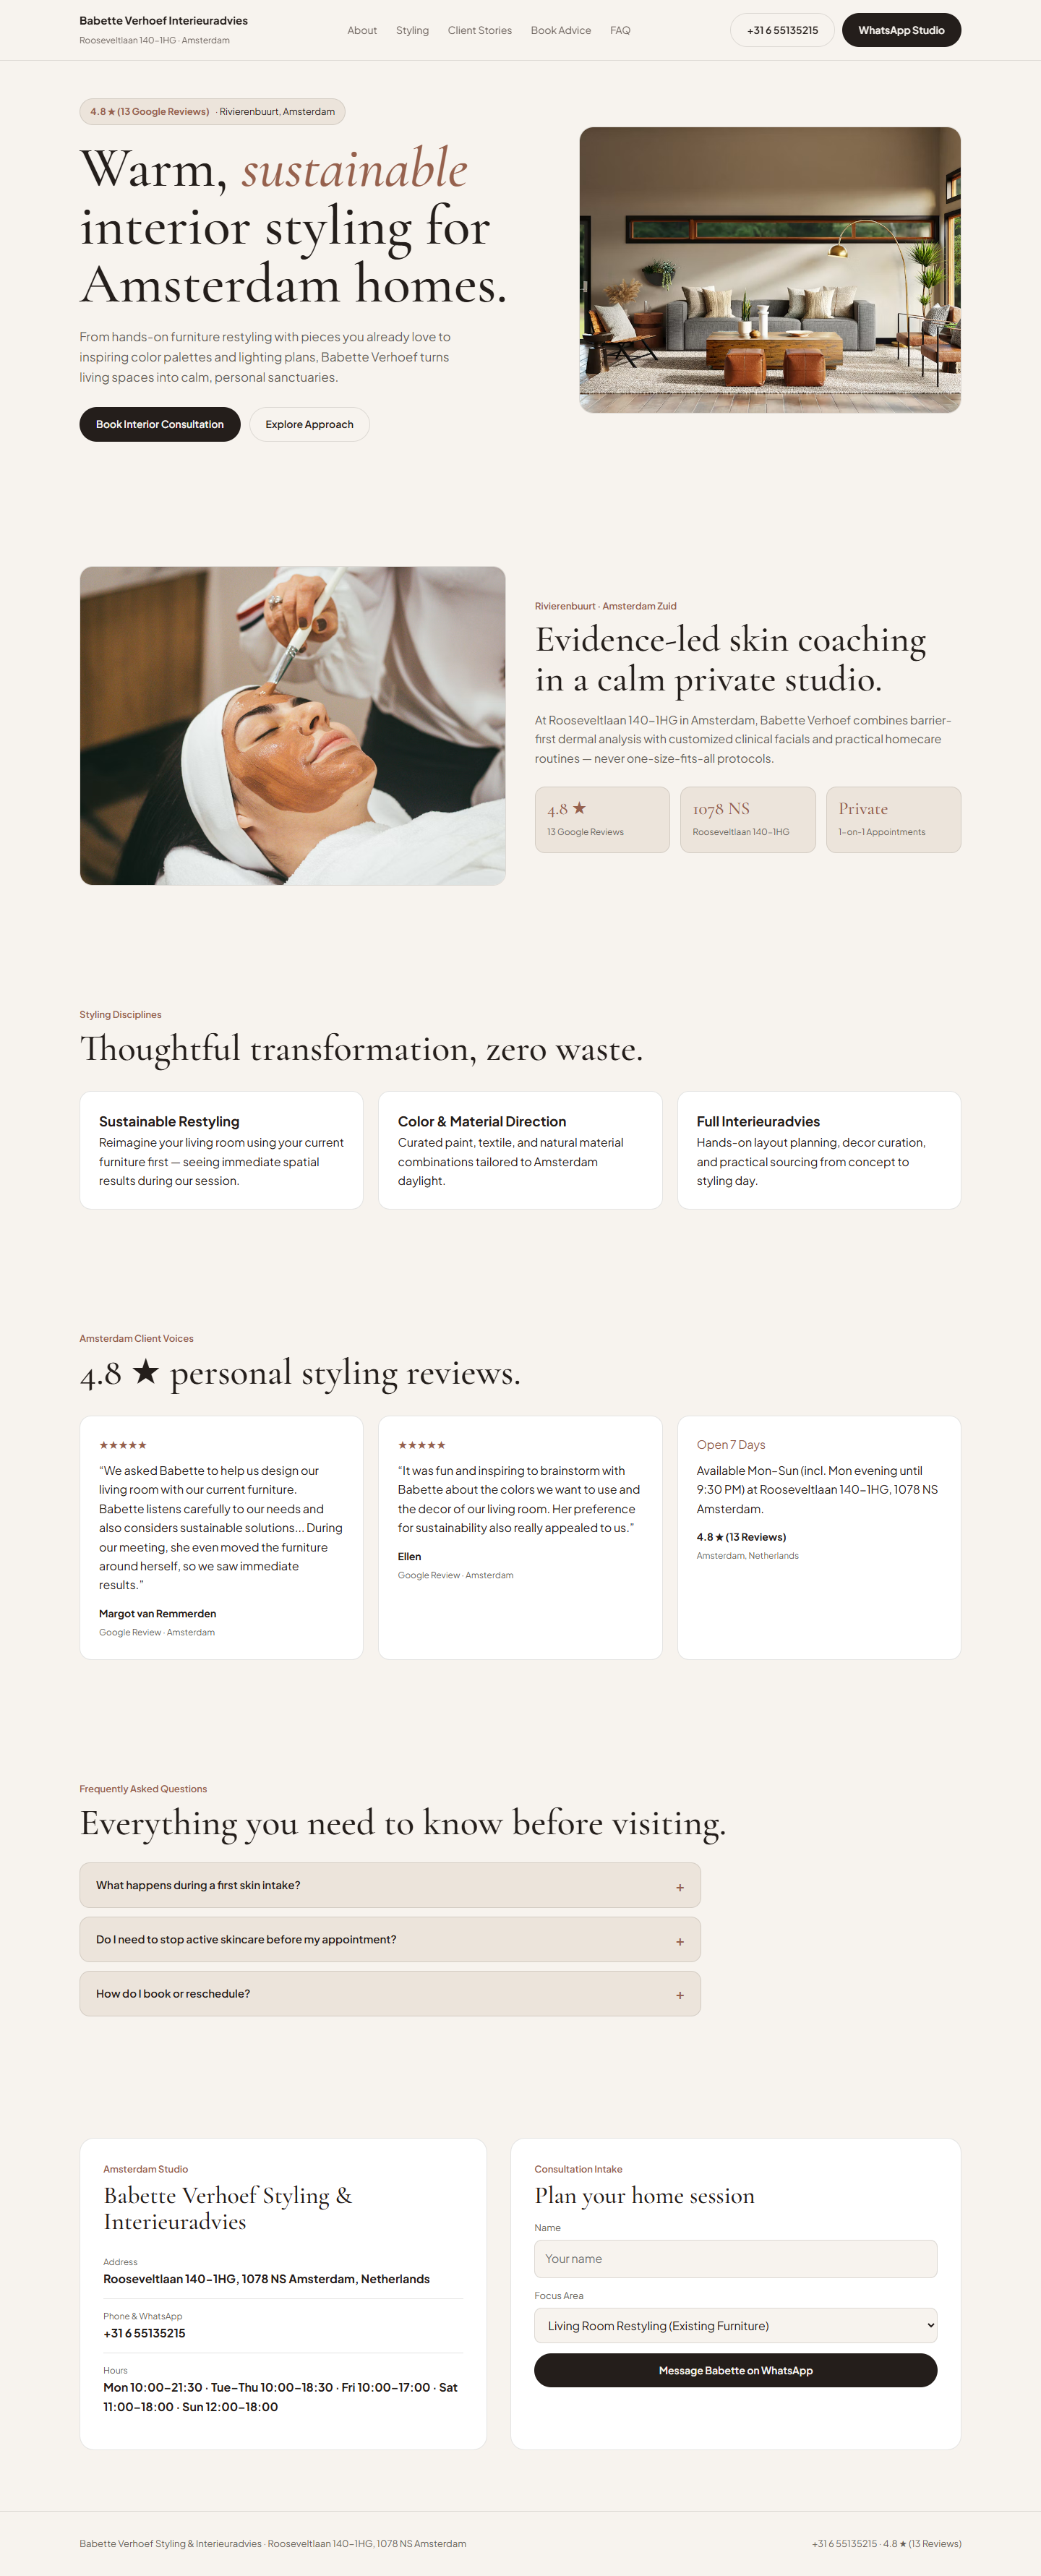 Babette Verhoef Interieuradvies
Rooseveltlaan 140–1HG · Amsterdam
About
Styling
Client Stories
Book Advice
FAQ
+31 6 55135215
WhatsApp Studio
4.8 ★ (13 Google Reviews) · Rivierenbuurt, Amsterdam
Warm, sustainable
interior styling for
Amsterdam homes.
From hands-on furniture restyling with pieces you already love to
inspiring color palettes and lighting plans, Babette Verhoef turns
living spaces into calm, personal sanctuaries.
Book Interior Consultation
Explore Approach
Rivierenbuurt · Amsterdam Zuid
Evidence-led skin coaching
in a calm private studio.
At Rooseveltlaan 140–1HG in Amsterdam, Babette Verhoef combines barrier-
first dermal analysis with customized clinical facials and practical homecare
routines — never one-size-fits-all protocols.
4.8 ★
13 Google Reviews
1078 NS
Rooseveltlaan 140–1HG
Private
1-on-1 Appointments
Styling Disciplines
Thoughtful transformation, zero waste.
Sustainable Restyling
Reimagine your living room using your current
furniture first — seeing immediate spatial
results during our session.
Color & Material Direction
Curated paint, textile, and natural material
combinations tailored to Amsterdam
daylight.
Full Interieuradvies
Hands-on layout planning, decor curation,
and practical sourcing from concept to
styling day.
Amsterdam Client Voices
4.8 ★ personal styling reviews.
★★★★★
“We asked Babette to help us design our
living room with our current furniture.
Babette listens carefully to our needs and
also considers sustainable solutions... During
our meeting, she even moved the furniture
around herself, so we saw immediate
results.”
Margot van Remmerden
Google Review · Amsterdam
★★★★★
“It was fun and inspiring to brainstorm with
Babette about the colors we want to use and
the decor of our living room. Her preference
for sustainability also really appealed to us.”
Ellen
Google Review · Amsterdam
Open 7 Days
Available Mon–Sun (incl. Mon evening until
9:30 PM) at Rooseveltlaan 140–1HG, 1078 NS
Amsterdam.
4.8 ★ (13 Reviews)
Amsterdam, Netherlands
Frequently Asked Questions
Everything you need to know before visiting.
What happens during a first skin intake?
+
Do I need to stop active skincare before my appointment?
+
How do I book or reschedule?
+
Amsterdam Studio
Babette Verhoef Styling &
Interieuradvies
Address
Rooseveltlaan 140–1HG, 1078 NS Amsterdam, Netherlands
Phone & WhatsApp
+31 6 55135215
Hours
Mon 10:00–21:30 · Tue–Thu 10:00–18:30 · Fri 10:00–17:00 · Sat
11:00–18:00 · Sun 12:00–18:00
Consultation Intake
Plan your home session
Name
Your name
Focus Area
Living Room Restyling (Existing Furniture)
Message Babette on WhatsApp
Babette Verhoef Styling & Interieuradvies · Rooseveltlaan 140–1HG, 1078 NS Amsterdam
+31 6 55135215 · 4.8 ★ (13 Reviews)